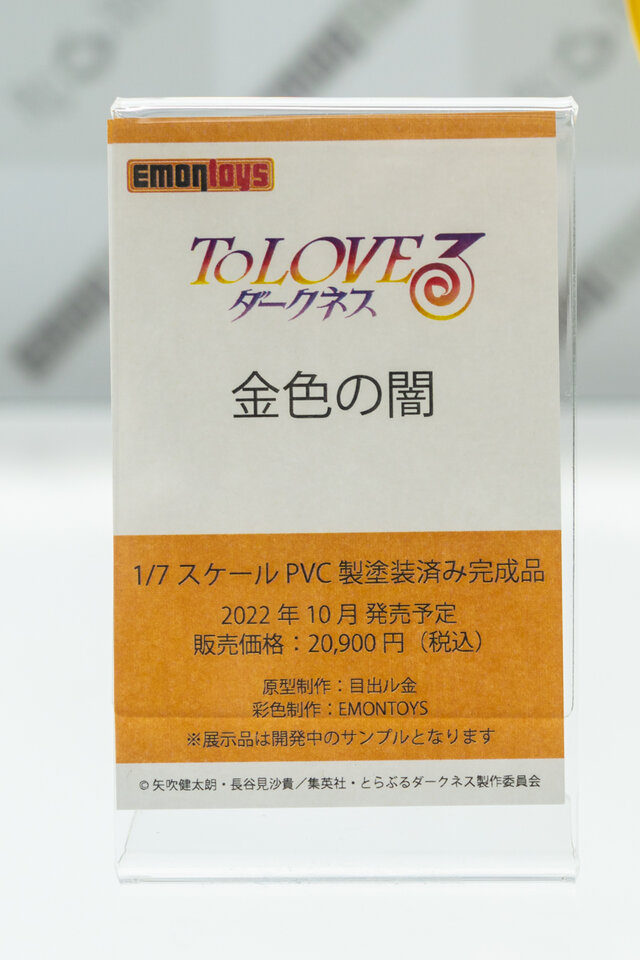 EMONtoys
To LOVEる
ダークネス
金色の闇
1/7 スケール PVC 製塗装済み完成品
2022 年 10 月 発売予定
販売価格：20,900 円（税込）
原型制作：目出ル金
彩色制作：EMONTOYS
※展示品は開発中のサンプルとなります
© 矢吹健太朗・長谷見沙貴／集英社・とらぶるダークネス製作委員会